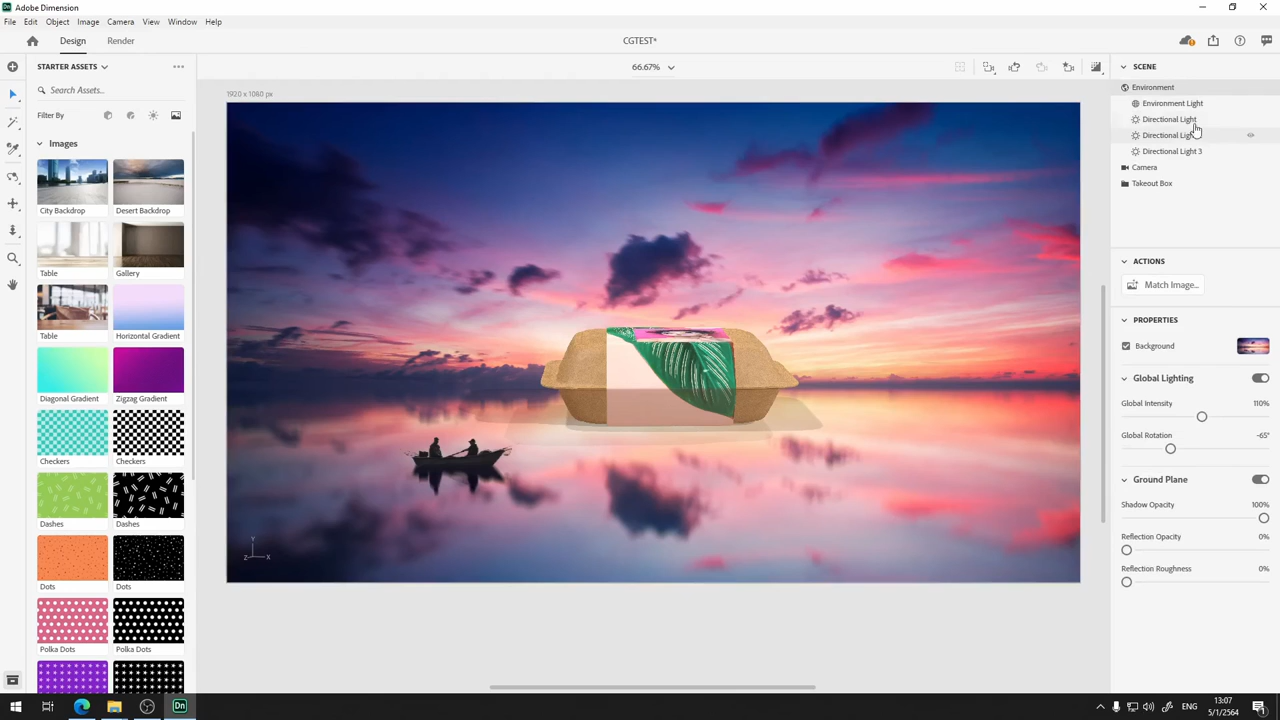 Adobe Dimension
File Edit Object Image Camera View Window Help
Design Render
CGTEST*
STARTER ASSETS
66.67%
SCENE
Search Assets...
1920 x 1080 px
Environment
Environment Light
Filter By
Directional Light
Directional Light
Images
Directional Light 3
Camera
Takeout Box
City Backdrop Desert Backdrop
ACTIONS
Table Gallery
Match Image...
PROPERTIES
Table Horizontal Gradient
Background
Global Lighting
Diagonal Gradient Zigzag Gradient
Global Intensity 110%
Global Rotation -65°
Checkers Checkers
Ground Plane
Shadow Opacity 100%
Dashes Dashes
Reflection Opacity 0%
Reflection Roughness 0%
Dots Dots
Polka Dots Polka Dots
Y
Z X
Dn
ENG
13:07
5/1/2564